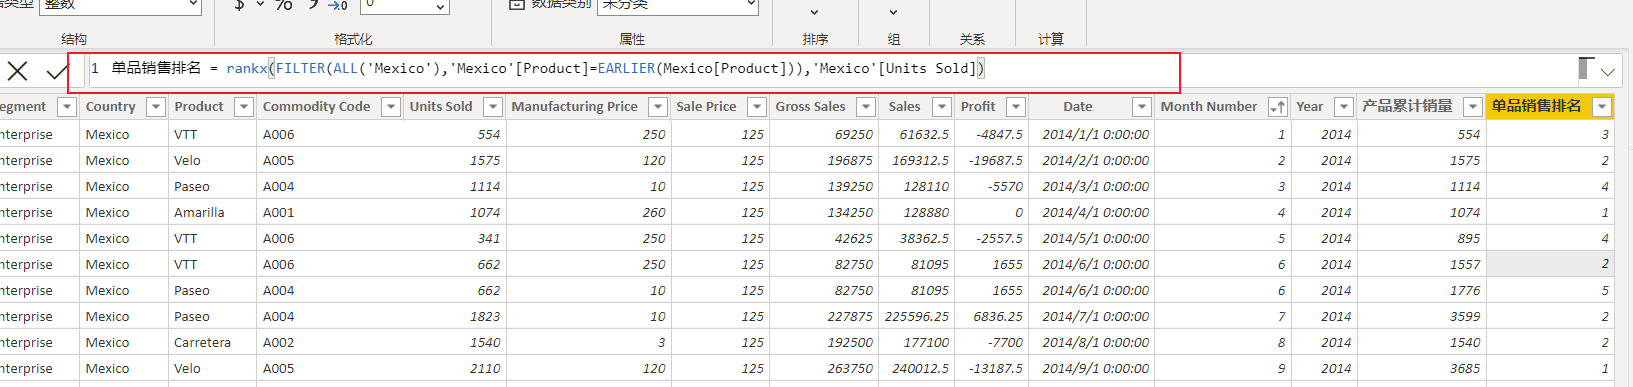 据类型 整数
$ % 9 .00 0
数据类别 未分类
结构 格式化 属性 排序 组 关系 计算
1 单品销售排名 = rankx(FILTER(ALL('Mexico'),'Mexico'[Product]=EARLIER(Mexico[Product])),'Mexico'[Units Sold])
egment Country Product Commodity Code Units Sold Manufacturing Price Sale Price Gross Sales Sales Profit Date Month Number Year 产品累计销量 单品销售排名
nterprise Mexico VTT A006 554 250 125 69250 61632.5 -4847.5 2014/1/1 0:00:00 1 2014 554 3
nterprise Mexico Velo A005 1575 120 125 196875 169312.5 -19687.5 2014/2/1 0:00:00 2 2014 1575 2
nterprise Mexico Paseo A004 1114 10 125 139250 128110 -5570 2014/3/1 0:00:00 3 2014 1114 4
nterprise Mexico Amarilla A001 1074 260 125 134250 128880 0 2014/4/1 0:00:00 4 2014 1074 1
nterprise Mexico VTT A006 341 250 125 42625 38362.5 -2557.5 2014/5/1 0:00:00 5 2014 895 4
nterprise Mexico VTT A006 662 250 125 82750 81095 1655 2014/6/1 0:00:00 6 2014 1557 2
nterprise Mexico Paseo A004 662 10 125 82750 81095 1655 2014/6/1 0:00:00 6 2014 1776 5
nterprise Mexico Paseo A004 1823 10 125 227875 225596.25 6836.25 2014/7/1 0:00:00 7 2014 3599 2
nterprise Mexico Carretera A002 1540 3 125 192500 177100 -7700 2014/8/1 0:00:00 8 2014 1540 2
nterprise Mexico Velo A005 2110 120 125 263750 240012.5 -13187.5 2014/9/1 0:00:00 9 2014 3685 1